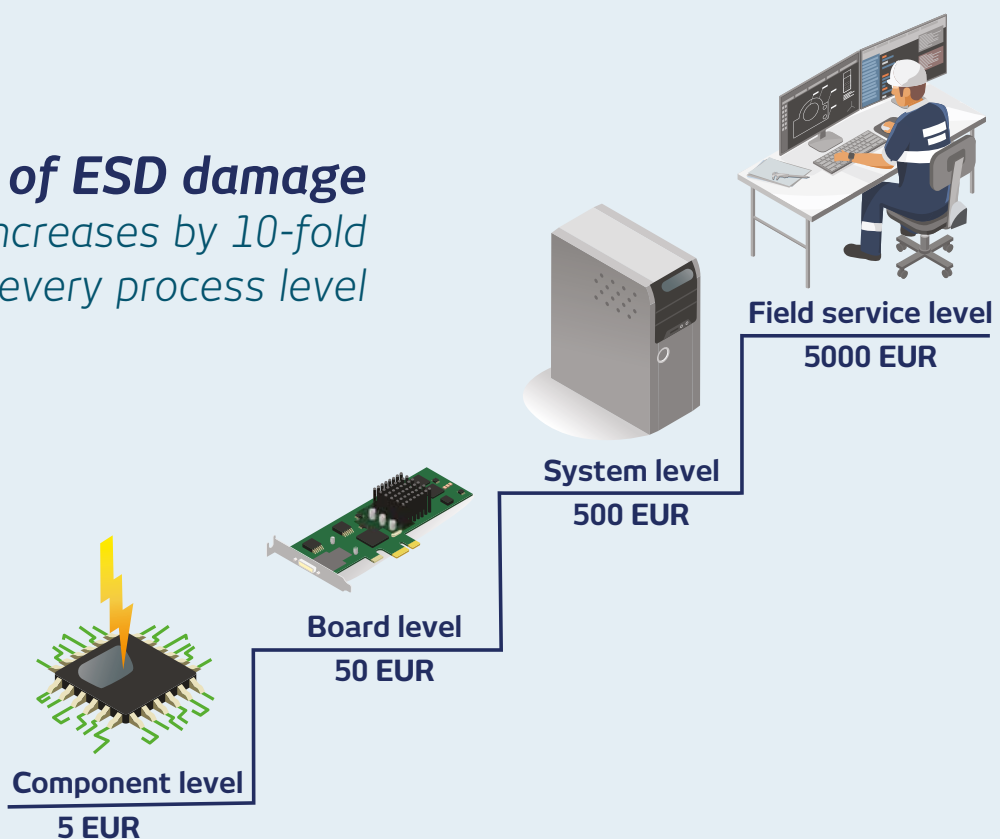 of ESD damage
ncreases by 10-fold
every process level
Field service level
5000 EUR
System level
500 EUR
Board level
50 EUR
Component level
5 EUR